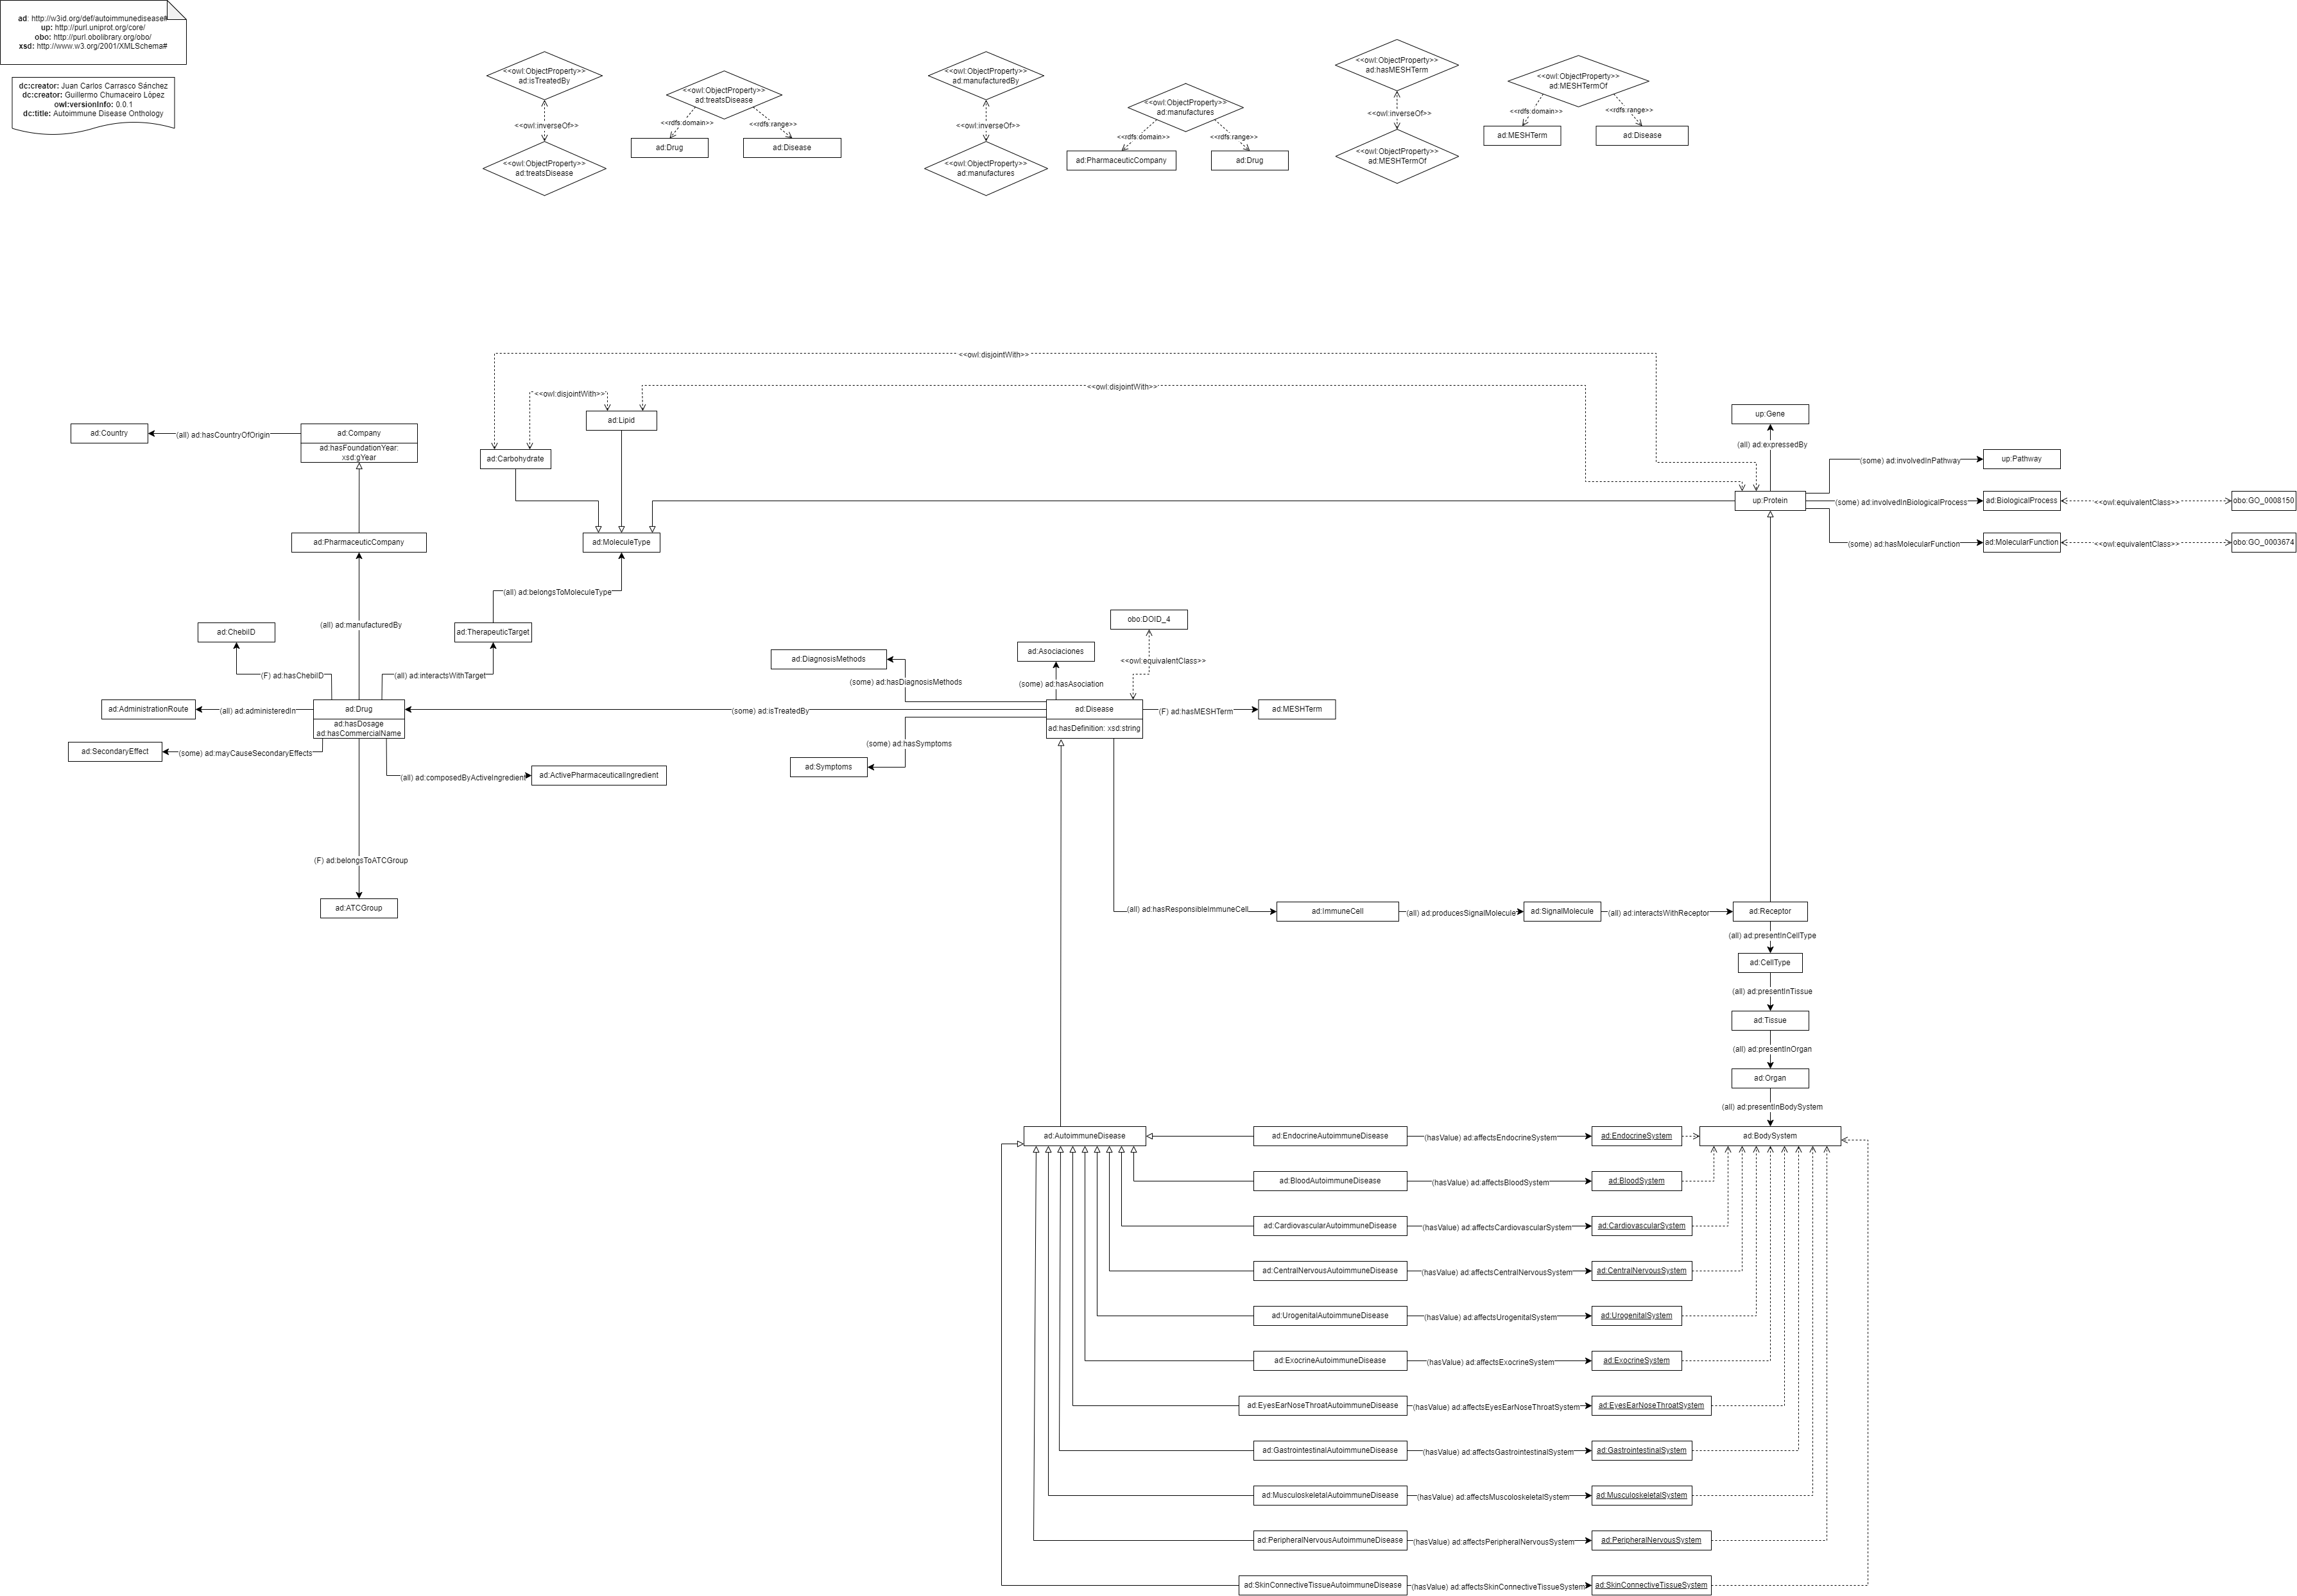 ad: http://w3id.org/def/autoimmunedisease#
up: http://purl.uniprot.org/core/
obo: http://purl.obolibrary.org/obo/
xsd: http://www.w3.org/2001/XMLSchema#
dc:creator: Juan Carlos Carrasco Sánchez
dc:creator: Guillermo Chumaceiro López
owl:versionInfo: 0.0.1
dc:title: Autoimmune Disease Onthology
<<owl:ObjectProperty>>
ad:isTreatedBy
<<owl:inverseOf>>
<<owl:ObjectProperty>>
ad:treatsDisease
<<owl:ObjectProperty>>
ad:treatsDisease
<<rdfs:domain>>
<<rdfs:range>>
ad:Drug
ad:Disease
<<owl:ObjectProperty>>
ad:manufacturedBy
<<owl:inverseOf>>
<<owl:ObjectProperty>>
ad:manufactures
<<owl:ObjectProperty>>
ad:manufactures
<<rdfs:domain>>
<<rdfs:range>>
ad:PharmaceuticCompany
ad:Drug
<<owl:ObjectProperty>>
ad:hasMESHTerm
<<owl:inverseOf>>
<<owl:ObjectProperty>>
ad:MESHTermOf
<<owl:ObjectProperty>>
ad:MESHTermOf
<<rdfs:domain>>
<<rdfs:range>>
ad:MESHTerm
ad:Disease
<<owl:disjointWith>>
<<owl:disjointWith>>
<<owl:disjointWith>>
ad:Country
(all) ad:hasCountryOfOrigin
ad:Company
ad:hasFoundationYear:
xsd:gYear
ad:Lipid
ad:Carbohydrate
up:Gene
(all) ad:expressedBy
(some) ad:involvedInPathway
up:Pathway
up:Protein
(some) ad:involvedInBiologicalProcess
ad:BiologicalProcess
<<owl:equivalentClass>>
obo:GO_0008150
(some) ad:hasMolecularFunction
ad:MolecularFunction
<<owl:equivalentClass>>
obo:GO_0003674
ad:PharmaceuticCompany
ad:MoleculeType
(all) ad:belongsToMoleculeType
(all) ad:manufacturedBy
ad:ChebiID
ad:TherapeuticTarget
(F) ad:hasChebiID
(all) ad:interactsWithTarget
obo:DOID_4
ad:DiagnosisMethods
ad:Asociaciones
<<owl:equivalentClass>>
(some) ad:hasDiagnosisMethods
(some) ad:hasAsociation
ad:AdministrationRoute
(all) ad:administeredIn
ad:Drug
ad:hasDosage
ad:hasCommercialName
(some) ad:isTreatedBy
ad:Disease
ad:hasDefinition: xsd:string
(F) ad:hasMESHTerm
ad:MESHTerm
ad:SecondaryEffect
(some) ad:mayCauseSecondaryEffects
(some) ad:hasSymptoms
ad:Symptoms
(all) ad:composedByActiveIngredient
ad:ActivePharmaceuticalIngredient
(F) ad:belongsToATCGroup
ad:ATCGroup
(all) ad:hasResponsibleImmuneCell
ad:ImmuneCell
(all) ad:producesSignalMolecule
ad:SignalMolecule
(all) ad:interactsWithReceptor
ad:Receptor
(all) ad:presentInCellType
ad:CellType
(all) ad:presentInTissue
ad:Tissue
(all) ad:presentInOrgan
ad:Organ
(all) ad:presentInBodySystem
ad:AutoimmuneDisease
ad:EndocrineAutoimmuneDisease
(hasValue) ad:affectsEndocrineSystem
ad:EndocrineSystem
ad:BodySystem
ad:BloodAutoimmuneDisease
(hasValue) ad:affectsBloodSystem
ad:BloodSystem
ad:CardiovascularAutoimmuneDisease
(hasValue) ad:affectsCardiovascularSystem
ad:CardiovascularSystem
ad:CentralNervousAutoimmuneDisease
(hasValue) ad:affectsCentralNervousSystem
ad:CentralNervousSystem
ad:UrogenitalAutoimmuneDisease
(hasValue) ad:affectsUrogenitalSystem
ad:UrogenitalSystem
ad:ExocrineAutoimmuneDisease
(hasValue) ad:affectsExocrineSystem
ad:ExocrineSystem
ad:EyesEarNoseThroatAutoimmuneDisease
(hasValue) ad:affectsEyesEarNoseThroatSystem
ad:EyesEarNoseThroatSystem
ad:GastrointestinalAutoimmuneDisease
(hasValue) ad:affectsGastrointestinalSystem
ad:GastrointestinalSystem
ad:MusculoskeletalAutoimmuneDisease
(hasValue) ad:affectsMuscoloskeletalSystem
ad:MusculoskeletalSystem
ad:PeripheralNervousAutoimmuneDisease
(hasValue) ad:affectsPeripheralNervousSystem
ad:PeripheralNervousSystem
ad:SkinConnectiveTissueAutoimmuneDisease
(hasValue) ad:affectsSkinConnectiveTissueSystem
ad:SkinConnectiveTissueSystem